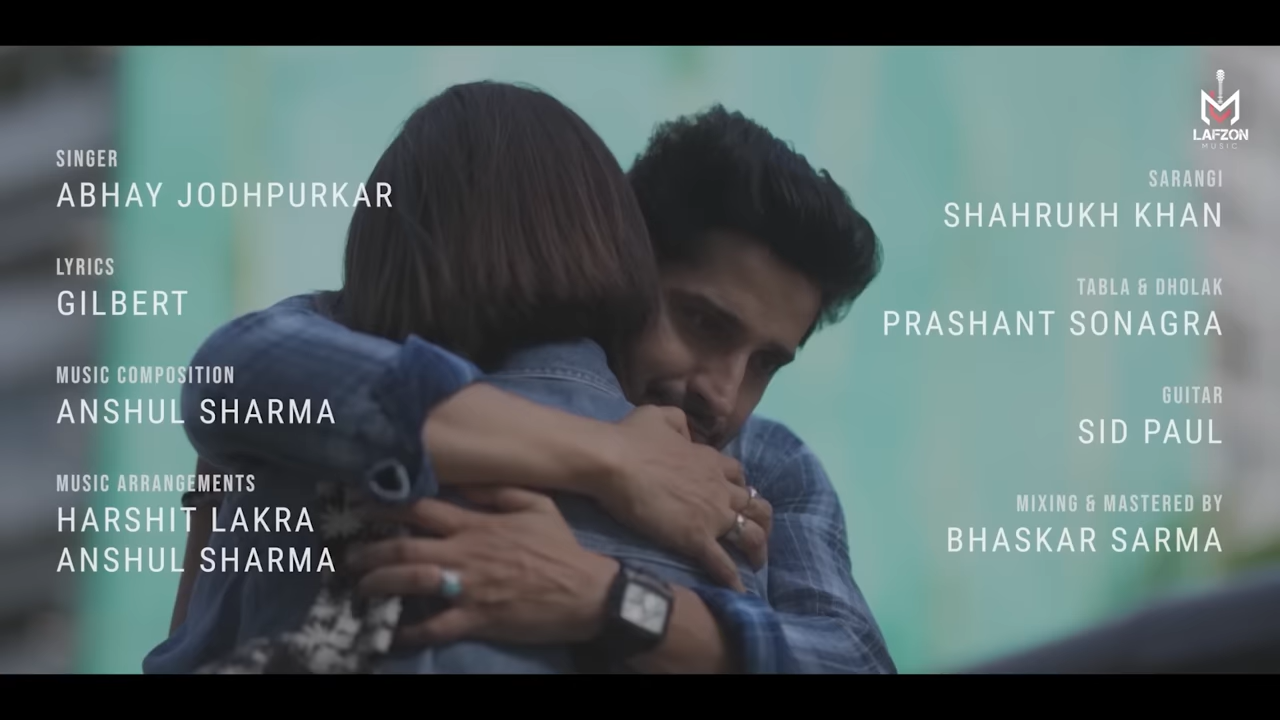 SINGER
ABHAY JODHPURKAR
LYRICS
GILBERT
MUSIC COMPOSITION
ANSHUL SHARMA
MUSIC ARRANGEMENTS
HARSHIT LAKRA
ANSHUL SHARMA
LAFZON
MUSIC
SARANGI
SHAHRUKH KHAN
TABLA & DHOLAK
PRASHANT SONAGRA
GUITAR
SID PAUL
MIXING & MASTERED BY
BHASKAR SARMA